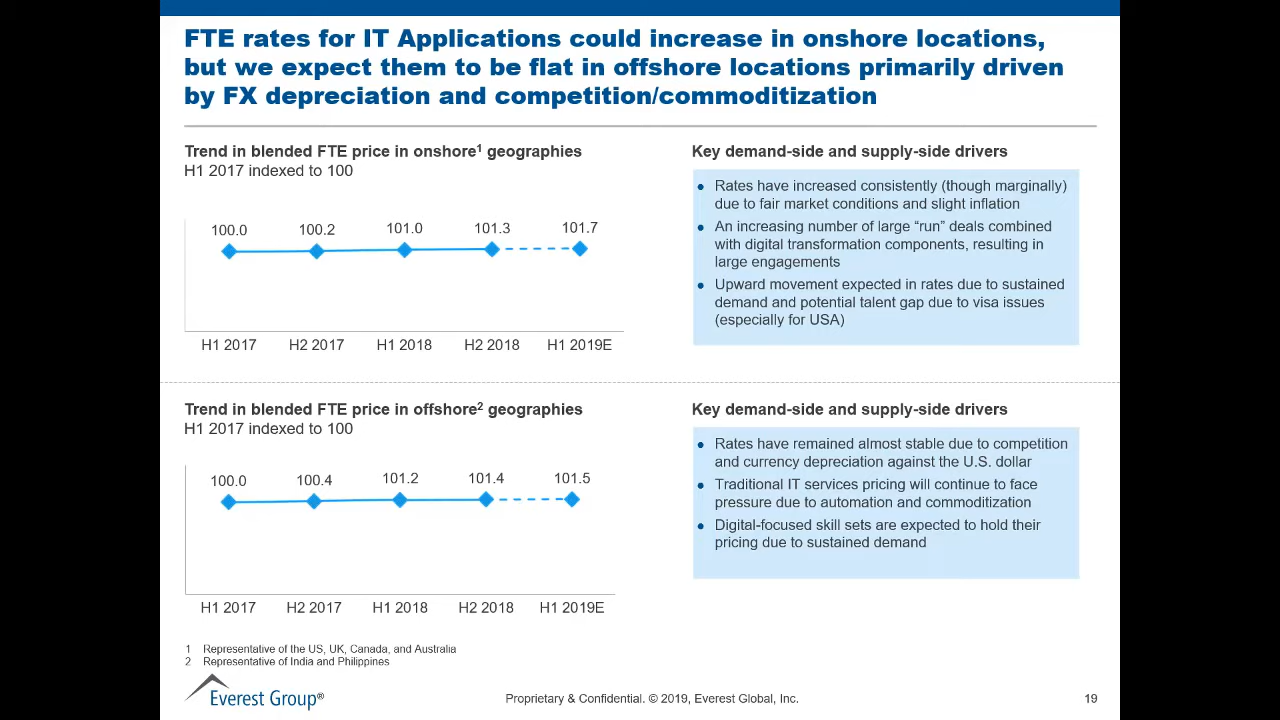 FTE rates for IT Applications could increase in onshore locations,
but we expect them to be flat in offshore locations primarily driven
by FX depreciation and competition/commoditization
Trend in blended FTE price in onshore¹ geographies
H1 2017 indexed to 100
100.0 100.2 101.0 101.3 101.7
H1 2017 H2 2017 H1 2018 H2 2018 H1 2019E
Key demand-side and supply-side drivers
• Rates have increased consistently (though marginally)
due to fair market conditions and slight inflation
• An increasing number of large “run” deals combined
with digital transformation components, resulting in
large engagements
• Upward movement expected in rates due to sustained
demand and potential talent gap due to visa issues
(especially for USA)
Trend in blended FTE price in offshore² geographies
H1 2017 indexed to 100
100.0 100.4 101.2 101.4 101.5
H1 2017 H2 2017 H1 2018 H2 2018 H1 2019E
Key demand-side and supply-side drivers
• Rates have remained almost stable due to competition
and currency depreciation against the U.S. dollar
• Traditional IT services pricing will continue to face
pressure due to automation and commoditization
• Digital-focused skill sets are expected to hold their
pricing due to sustained demand
1 Representative of the US, UK, Canada, and Australia
2 Representative of India and Philippines
Everest Group®
Proprietary & Confidential. © 2019, Everest Global, Inc.
19